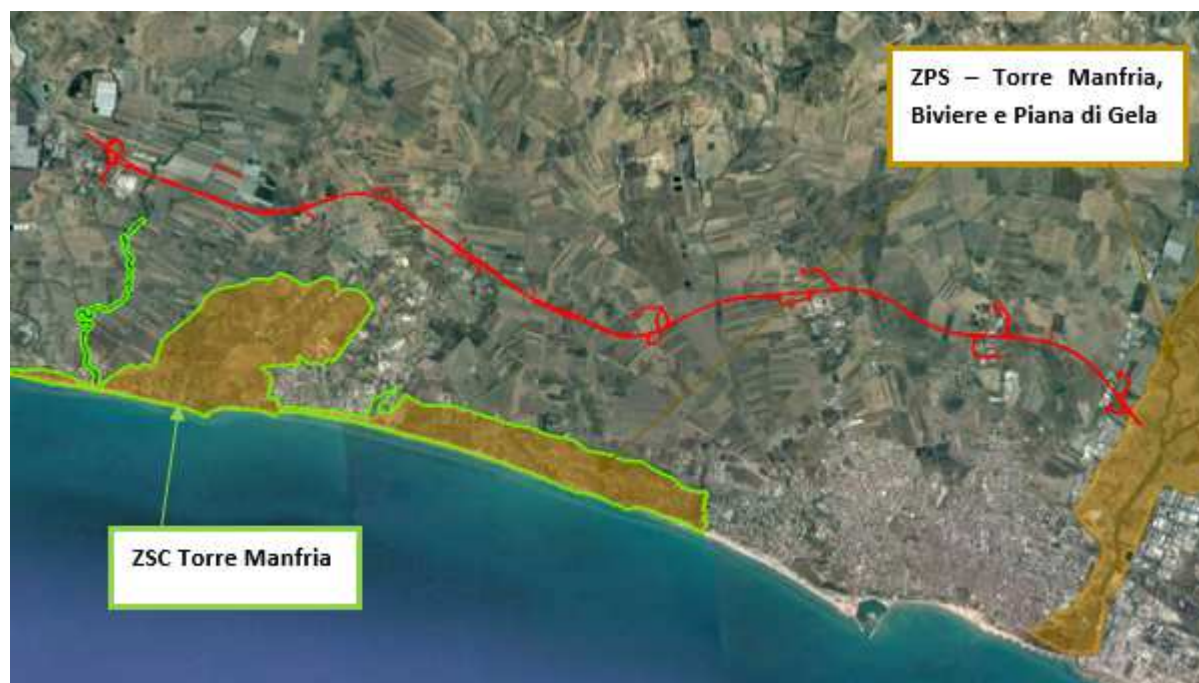 ZPS – Torre Manfria,
Biviere e Piana di Gela
ZSC Torre Manfria